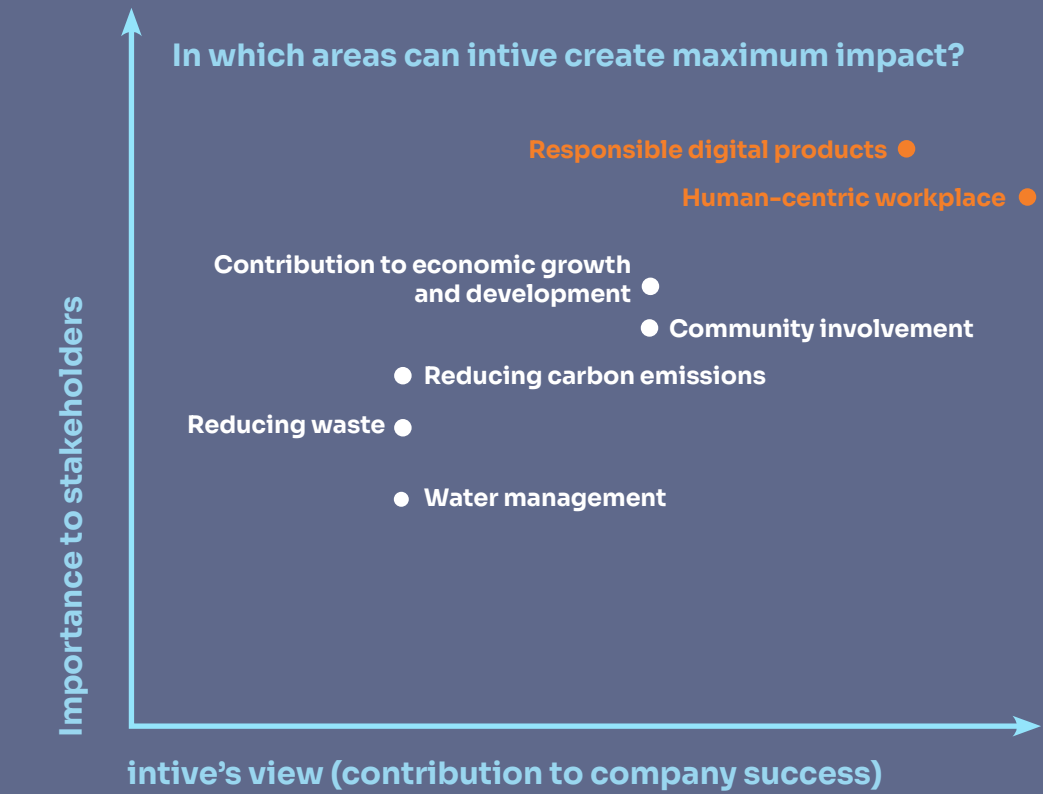 In which areas can intive create maximum impact?
Responsible digital products
Human-centric workplace
Contribution to economic growth
and development
Community involvement
Reducing carbon emissions
Reducing waste
Water management
Importance to stakeholders
intive's view (contribution to company success)